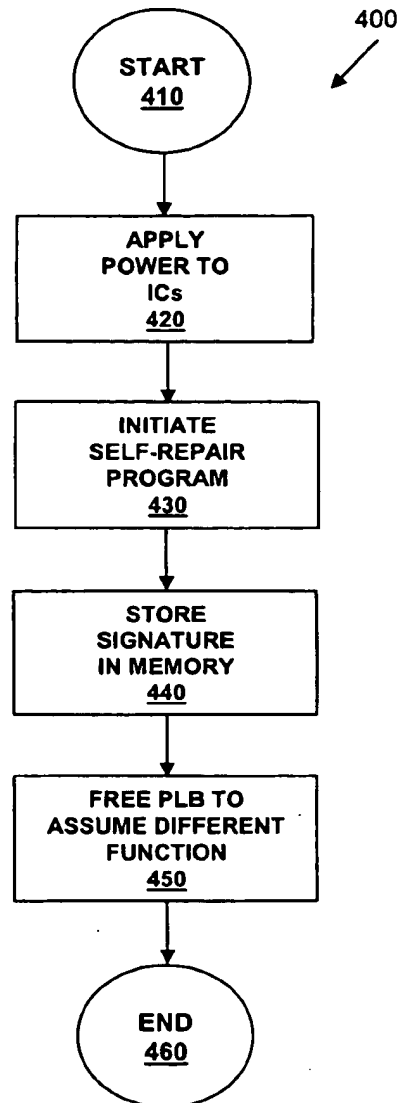 400
START
410
APPLY
POWER TO
ICs
420
INITIATE
SELF-REPAIR
PROGRAM
430
STORE
SIGNATURE
IN MEMORY
440
FREE PLB TO
ASSUME DIFFERENT
FUNCTION
450
END
460